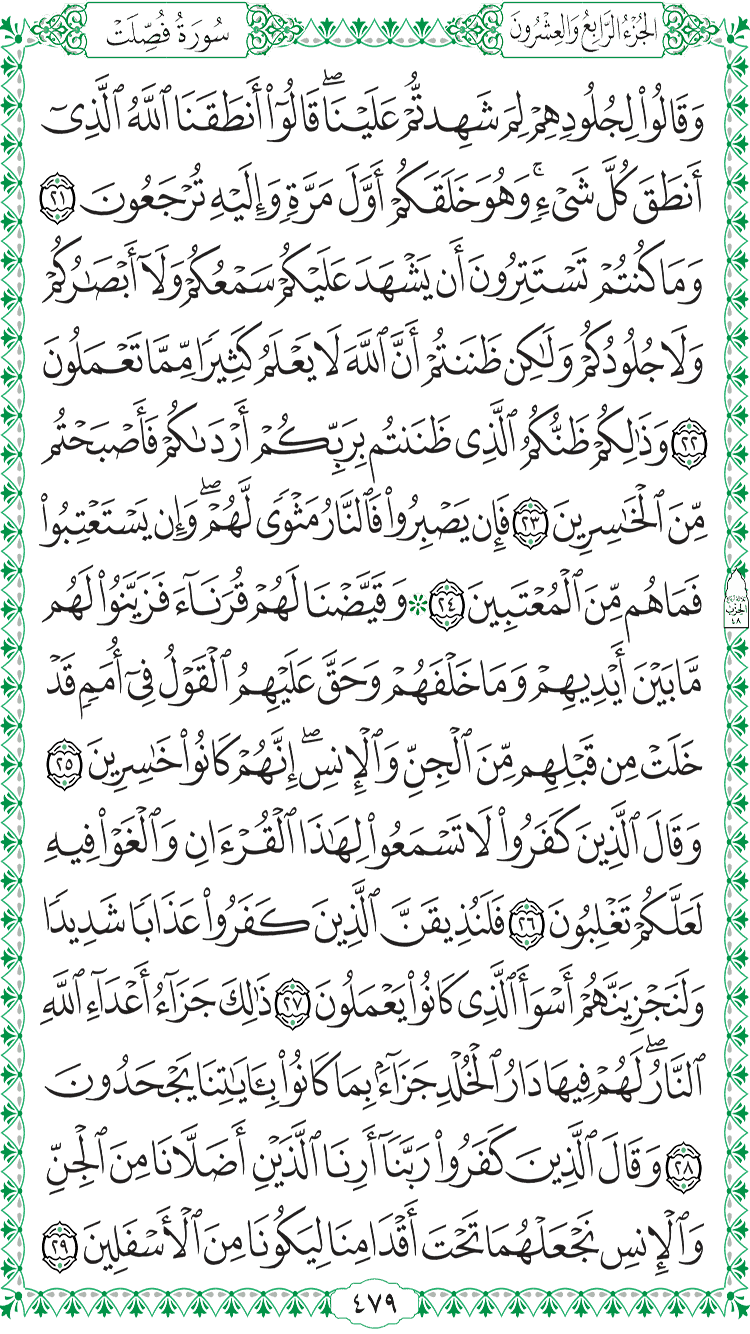 الجُزْءُ الرَّابِعُ وَالعِشْرُونَ
سُورَةُ فُصِّلَتْ
وَقَالُوا۟ لِجُلُودِهِمْ لِمَ شَهِدتُّمْ عَلَيْنَا ۖ قَالُوٓا۟ أَنطَقَنَا ٱللَّهُ ٱلَّذِىٓ
أَنطَقَ كُلَّ شَىْءٍ ۚ وَهُوَ خَلَقَكُمْ أَوَّلَ مَرَّةٍ وَإِلَيْهِ تُرْجَعُونَ ٢١
وَمَا كُنتُمْ تَسْتَتِرُونَ أَن يَشْهَدَ عَلَيْكُمْ سَمْعُكُمْ وَلَآ أَبْصَٰرُكُمْ
وَلَا جُلُودُكُمْ وَلَٰكِن ظَنَنتُمْ أَنَّ ٱللَّهَ لَا يَعْلَمُ كَثِيرًا مِّمَّا تَعْمَلُونَ
٢٢ وَذَٰلِكُمْ ظَنُّكُمُ ٱلَّذِى ظَنَنتُم بِرَبِّكُمْ أَرْدَىٰكُمْ فَأَصْبَحْتُم
مِّنَ ٱلْخَٰسِرِينَ ٢٣ فَإِن يَصْبِرُوا۟ فَٱلنَّارُ مَثْوًى لَّهُمْ ۖ وَإِن يَسْتَعْتِبُوا۟
فَمَا هُم مِّنَ ٱلْمُعْتَبِينَ ٢٤ ۞ وَقَيَّضْنَا لَهُمْ قُرَنَآءَ فَزَيَّنُوا۟ لَهُم
مَّا بَيْنَ أَيْدِيهِمْ وَمَا خَلْفَهُمْ وَحَقَّ عَلَيْهِمُ ٱلْقَوْلُ فِىٓ أُمَمٍ قَدْ
خَلَتْ مِن قَبْلِهِم مِّنَ ٱلْجِنِّ وَٱلْإِنسِ ۖ إِنَّهُمْ كَانُوا۟ خَٰسِرِينَ ٢٥
وَقَالَ ٱلَّذِينَ كَفَرُوا۟ لَا تَسْمَعُوا۟ لِهَٰذَا ٱلْقُرْءَانِ وَٱلْغَوْا۟ فِيهِ
لَعَلَّكُمْ تَغْلِبُونَ ٢٦ فَلَنُذِيقَنَّ ٱلَّذِينَ كَفَرُوا۟ عَذَابًا شَدِيدًا
وَلَنَجْزِيَنَّهُمْ أَسْوَأَ ٱلَّذِى كَانُوا۟ يَعْمَلُونَ ٢٧ ذَٰلِكَ جَزَآءُ أَعْدَآءِ ٱللَّهِ
ٱلنَّارُ ۖ لَهُمْ فِيهَا دَارُ ٱلْخُلْدِ ۖ جَزَآءًۢ بِمَا كَانُوا۟ بِـَٔايَٰتِنَا يَجْحَدُونَ
٢٨ وَقَالَ ٱلَّذِينَ كَفَرُوا۟ رَبَّنَآ أَرِنَا ٱلَّذَيْنِ أَضَلَّانَا مِنَ ٱلْجِنِّ
وَٱلْإِنسِ نَجْعَلْهُمَا تَحْتَ أَقْدَامِنَا لِيَكُونَا مِنَ ٱلْأَسْفَلِينَ ٢٩
الحِزْب
٤٨
٤٧٩